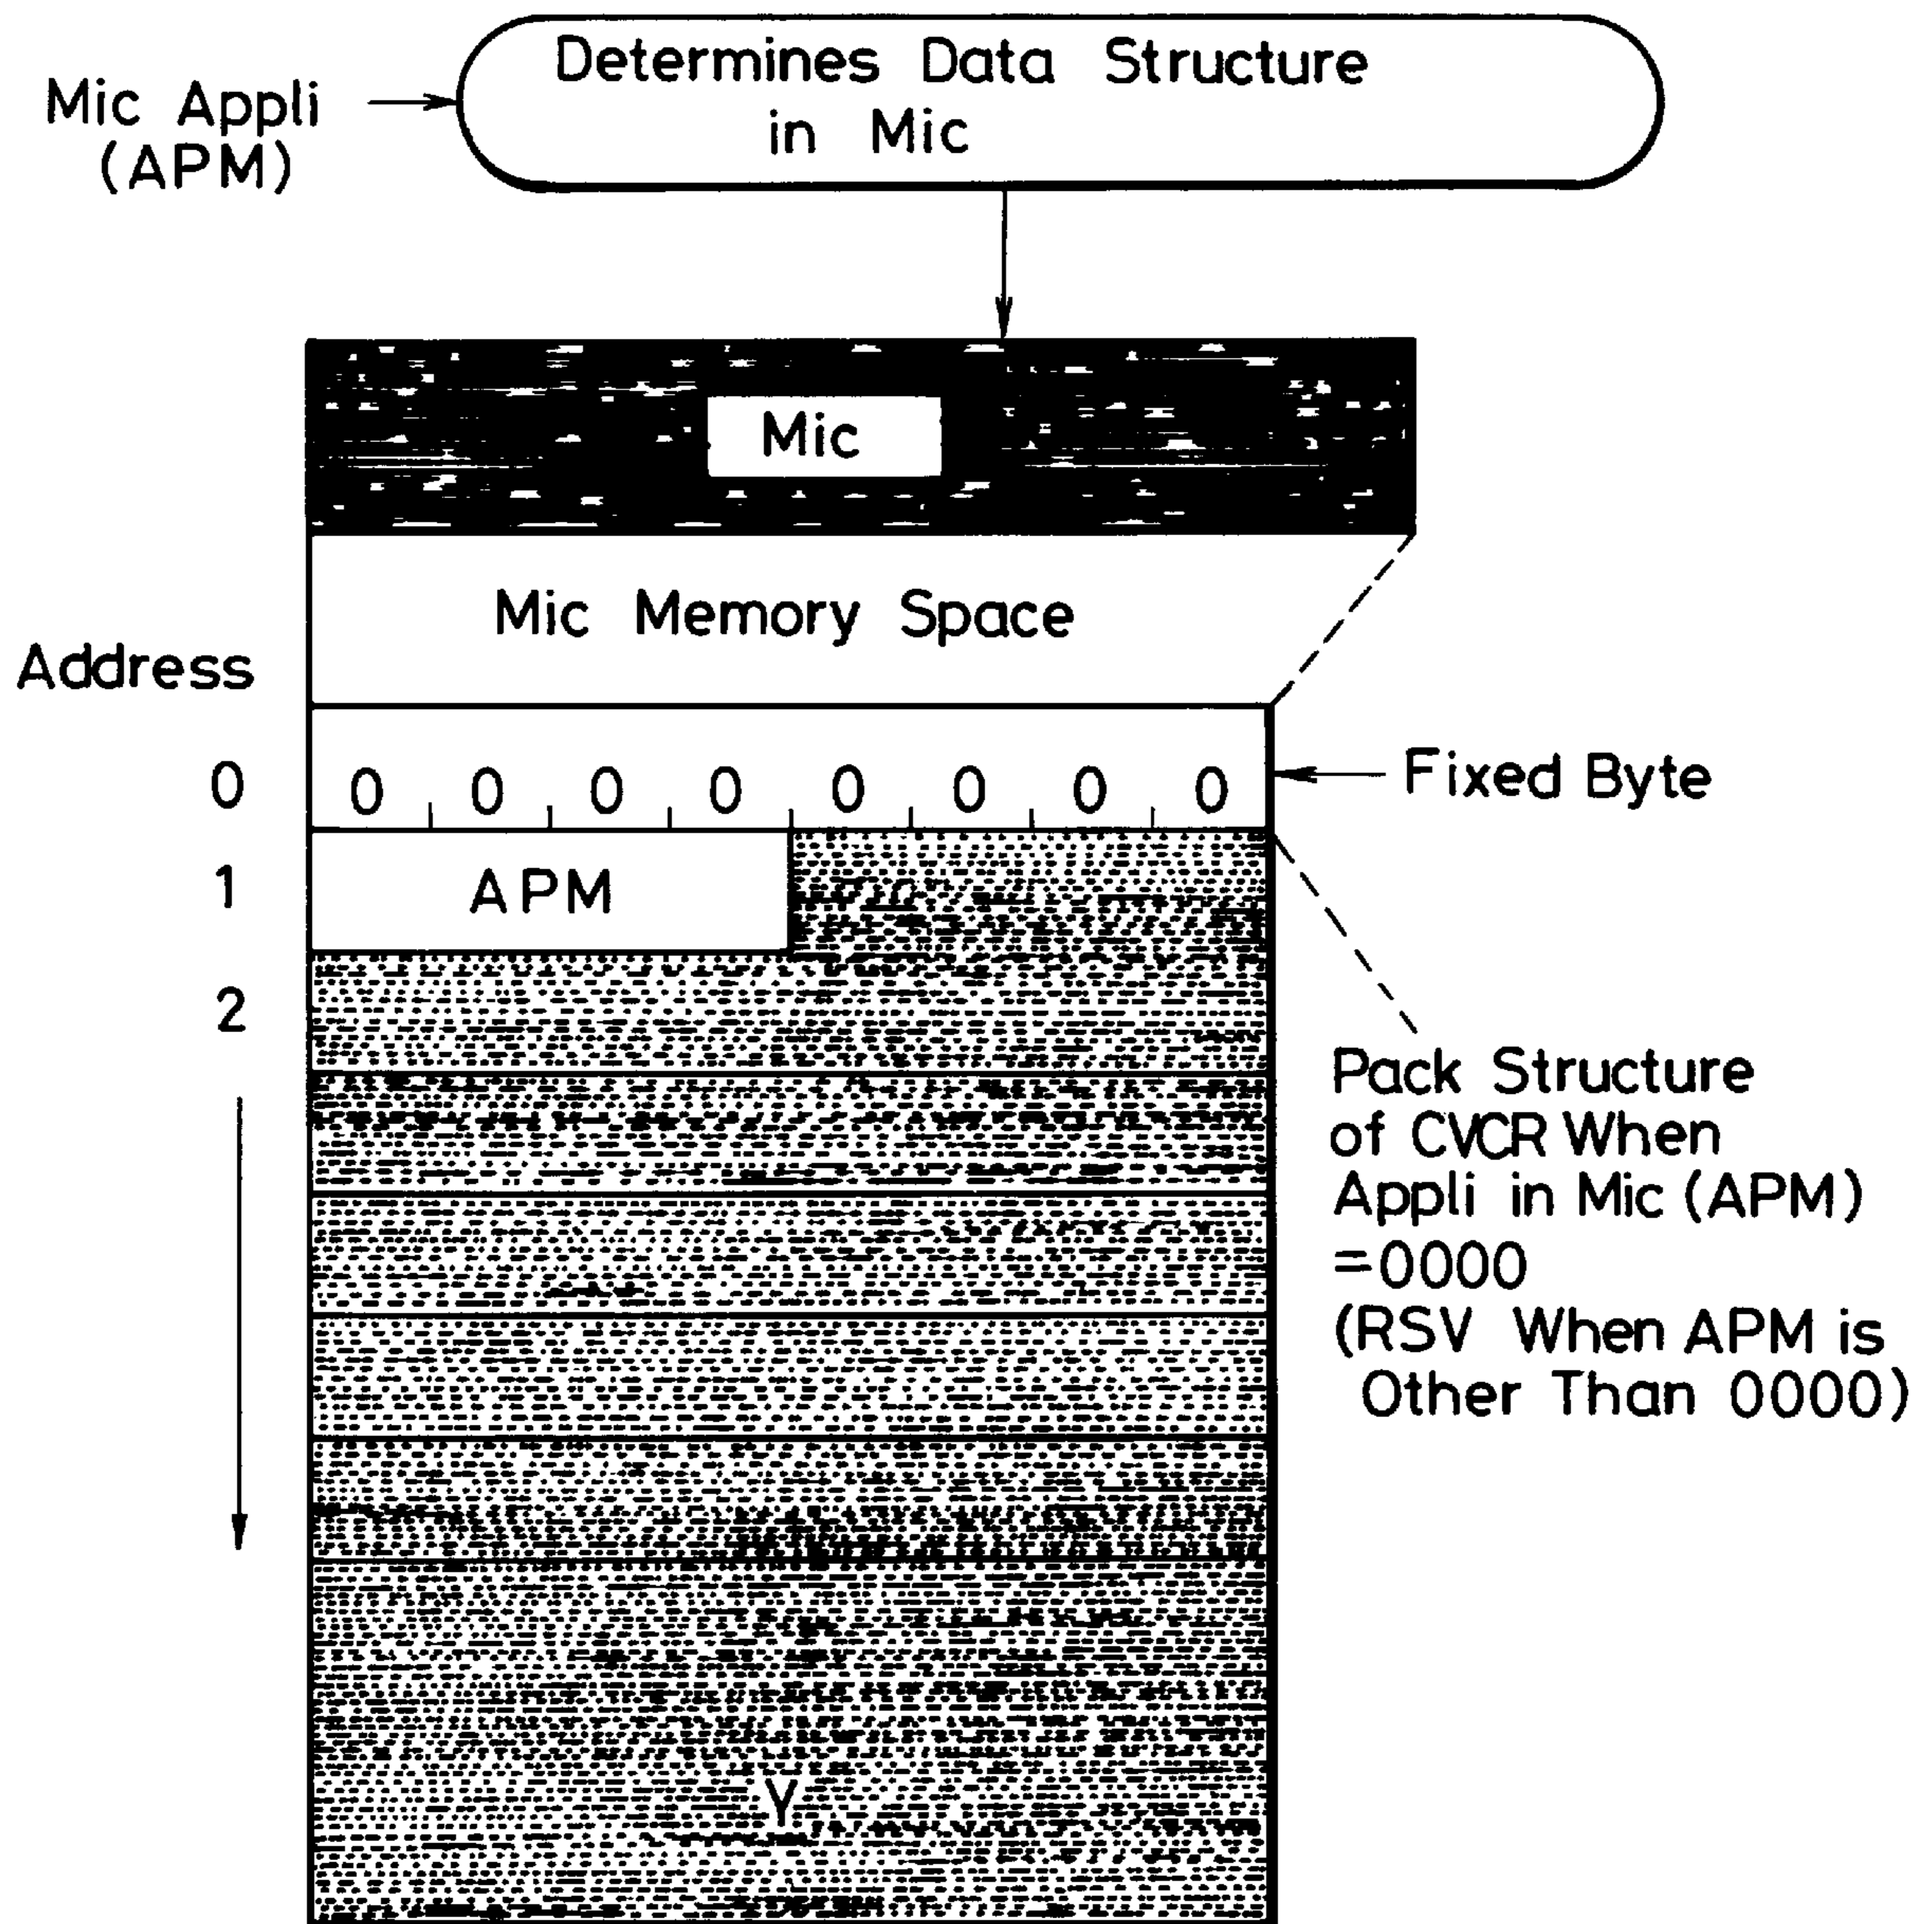 Mic Appli
(APM)
Determines Data Structure
in Mic
Mic
Mic Memory Space
Address
0
0 0 0 0 0 0 0 0
Fixed Byte
1
APM
2
Pack Structure
of CVCR When
Appli in Mic (APM)
=0000
(RSV When APM is
Other Than 0000)
Y